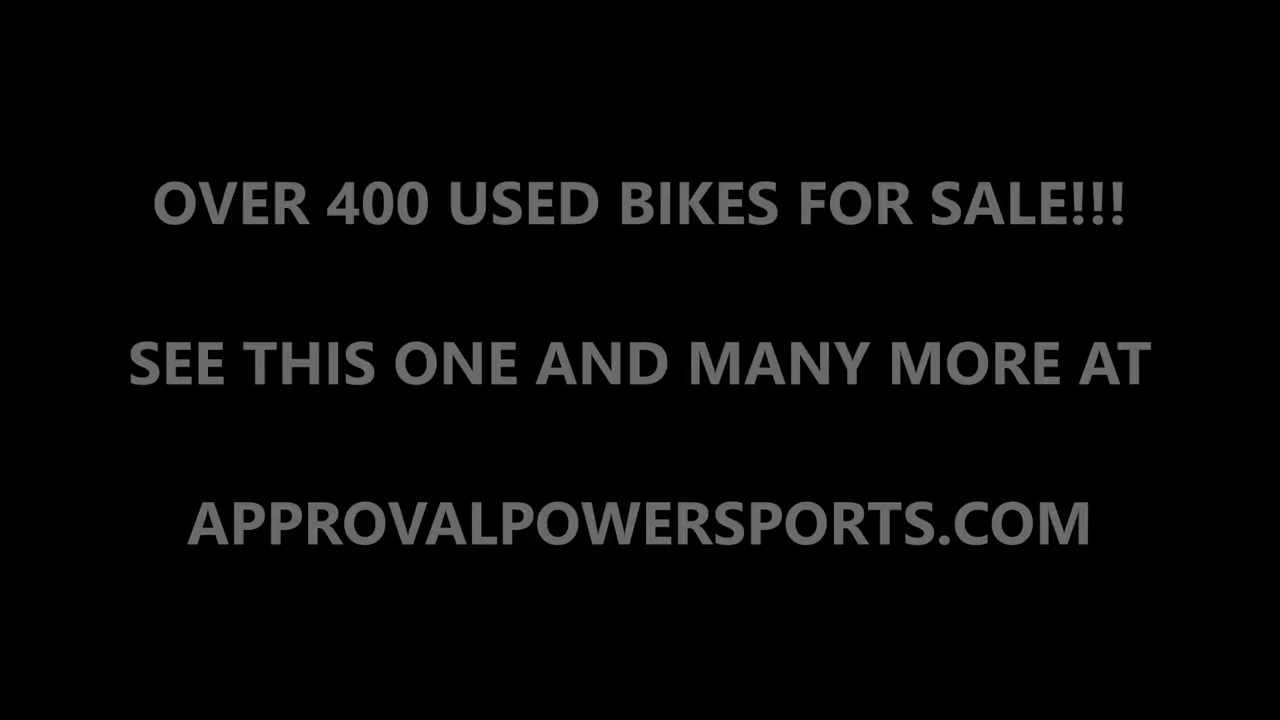 OVER 400 USED BIKES FOR SALE!!!
SEE THIS ONE AND MANY MORE AT
APPROVALPOWERSPORTS.COM